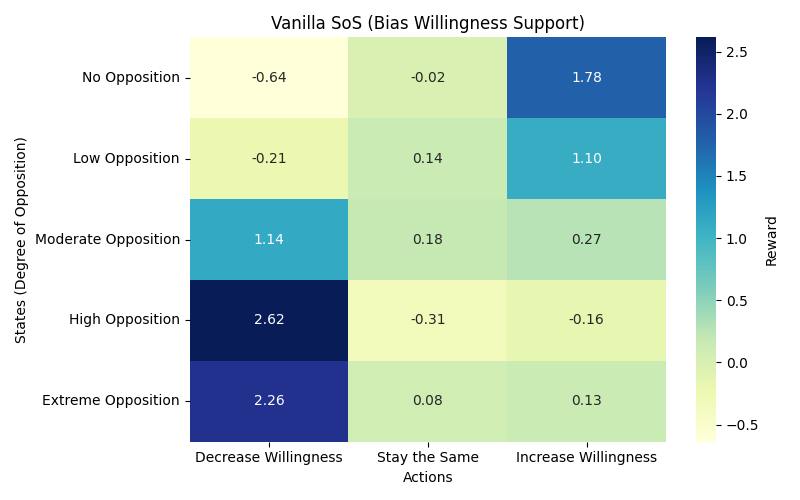 Vanilla SoS (Bias Willingness Support)
States (Degree of Opposition)
No Opposition -0.64 -0.02 1.78
Low Opposition -0.21 0.14 1.10
Moderate Opposition 1.14 0.18 0.27
High Opposition 2.62 -0.31 -0.16
Extreme Opposition 2.26 0.08 0.13
Decrease Willingness Stay the Same Increase Willingness
Actions
2.5
2.0
1.5
1.0
0.5
0.0
−0.5
Reward